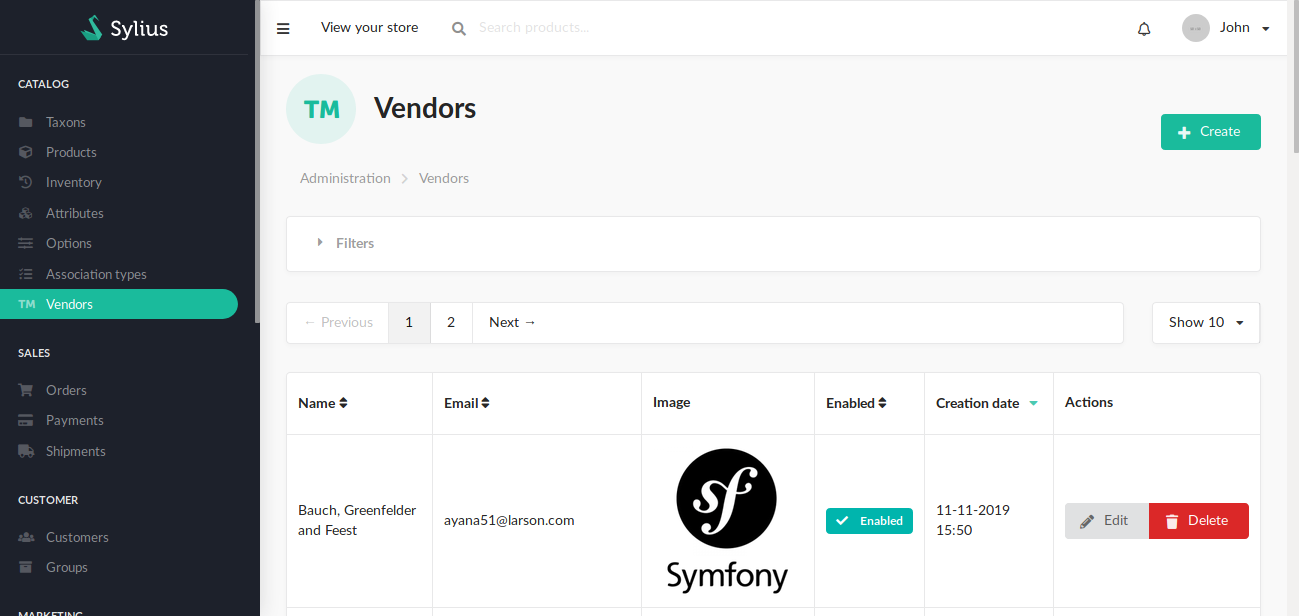 Sylius
View your store
Search products...
John
CATALOG
Taxons
Products
Inventory
Attributes
Options
Association types
TM Vendors
SALES
Orders
Payments
Shipments
CUSTOMER
Customers
Groups
MARKETING
TM Vendors
+ Create
Administration > Vendors
Filters
← Previous 1 2 Next →
Show 10
Name Email Image Enabled Creation date Actions
Bauch, Greenfelder
and Feest
ayana51@larson.com
sf
Symfony
Enabled
11-11-2019
15:50
Edit
Delete